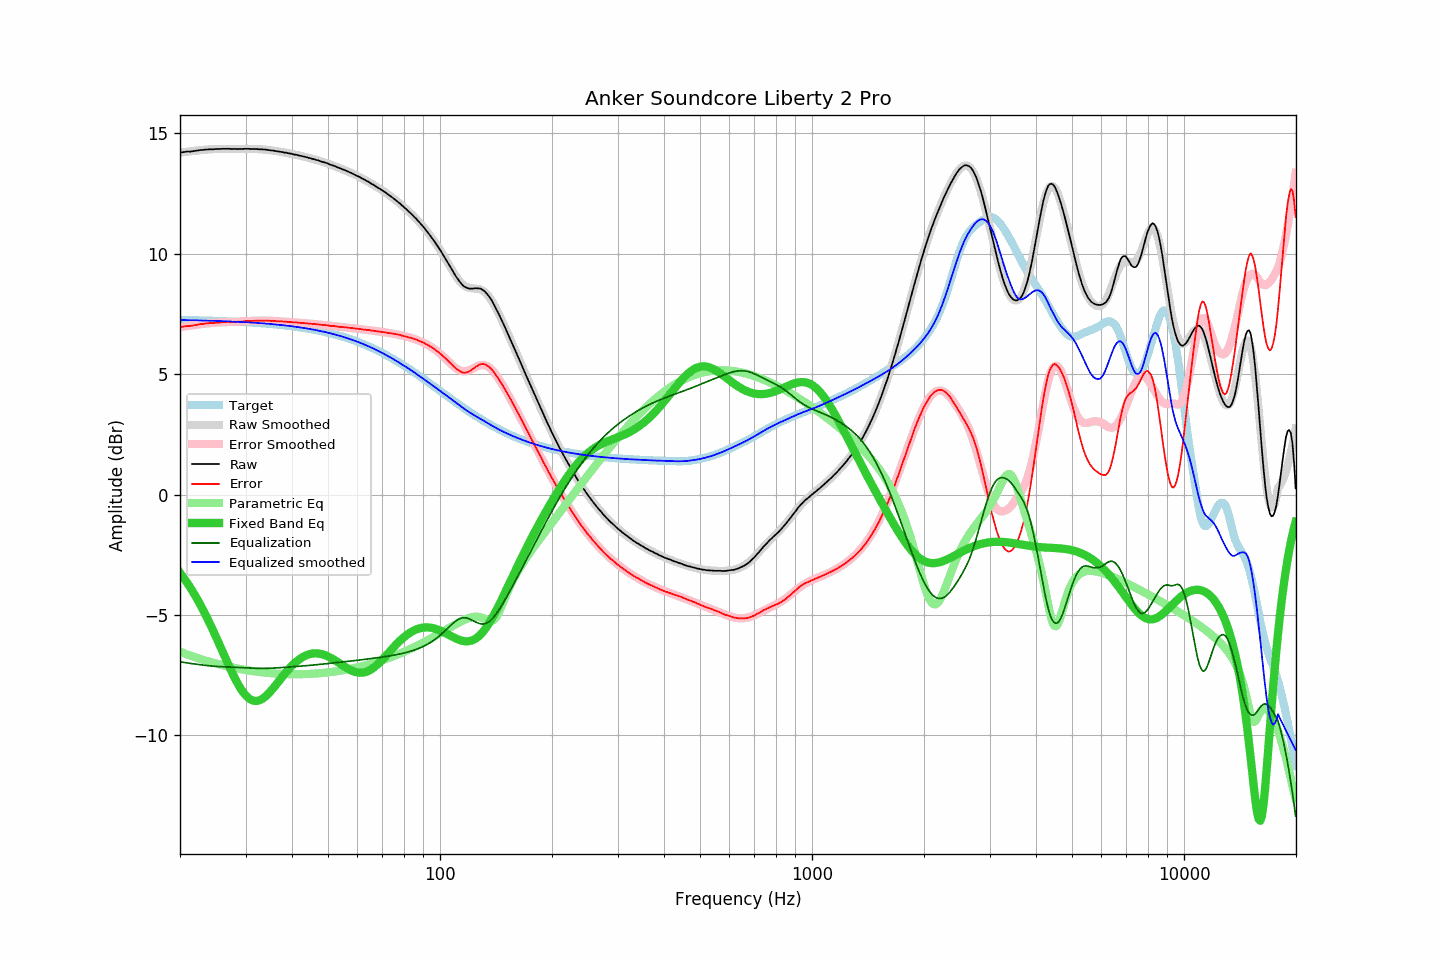 Anker Soundcore Liberty 2 Pro
15
10
5
0
−5
−10
Amplitude (dBr)
Target
Raw Smoothed
Error Smoothed
Raw
Error
Parametric Eq
Fixed Band Eq
Equalization
Equalized smoothed
100
1000
10000
Frequency (Hz)